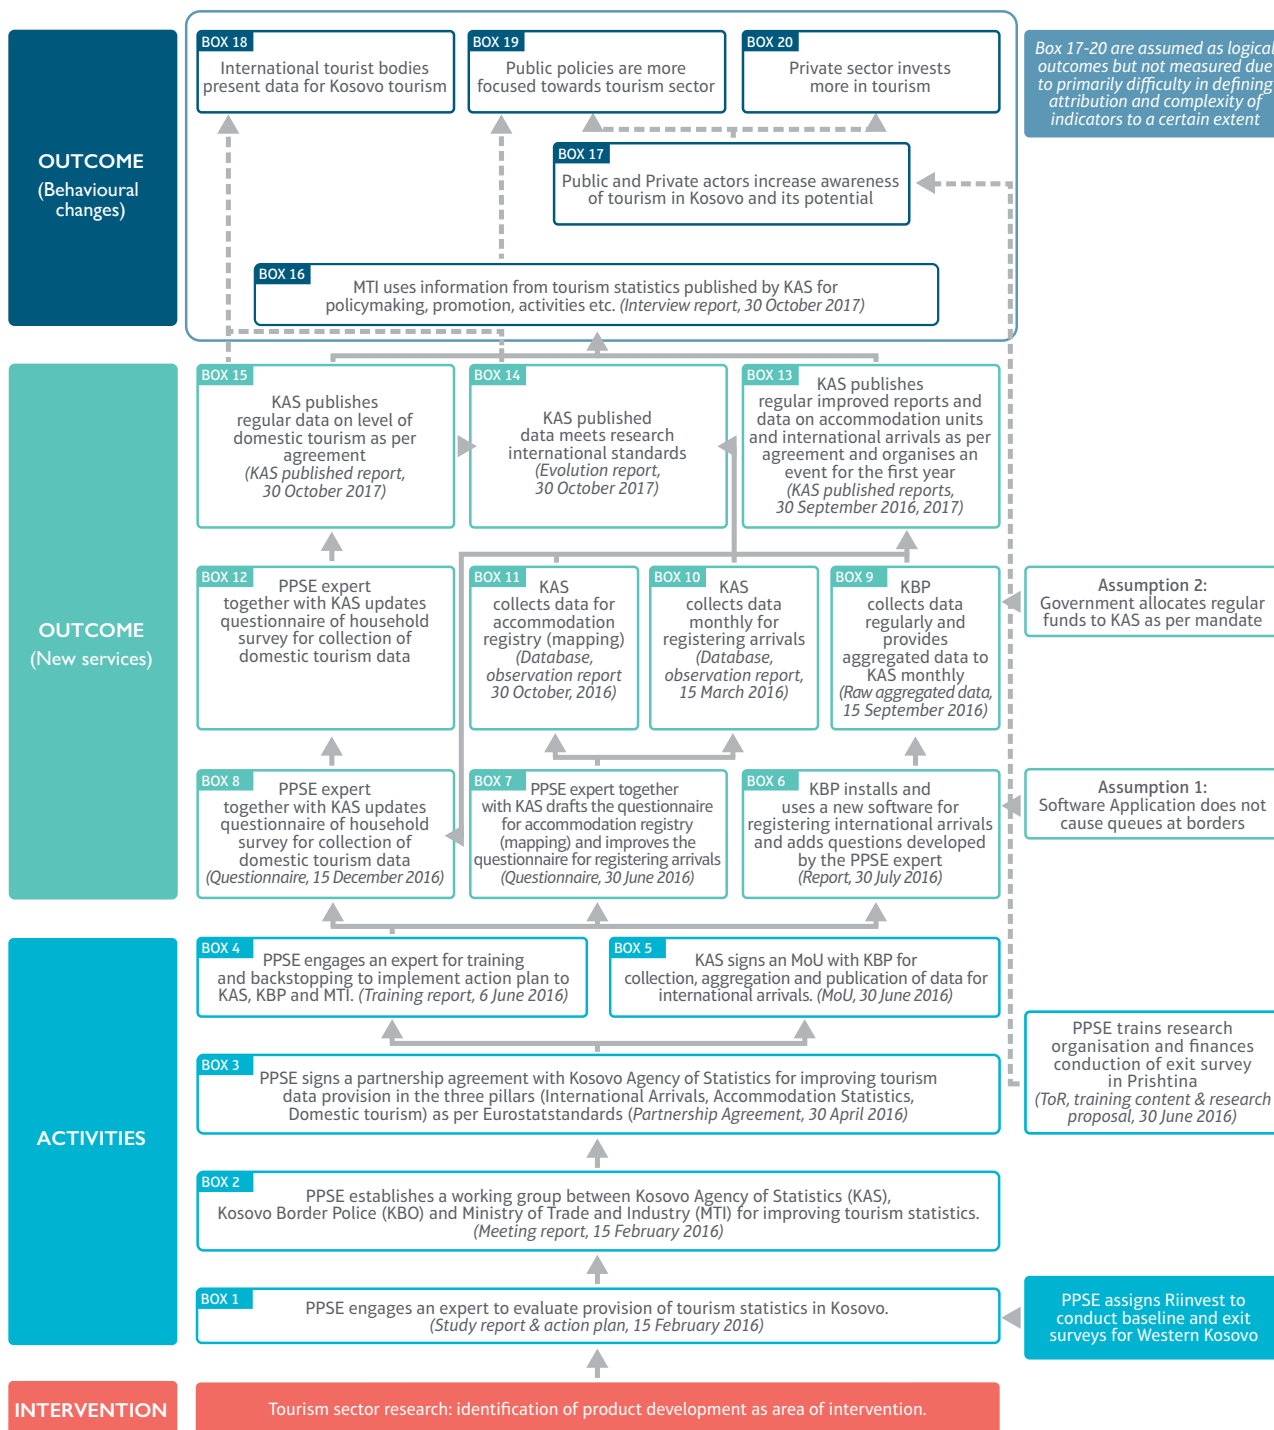 OUTCOME
(Behavioural
changes)
BOX 18
International tourist bodies
present data for Kosovo tourism
BOX 19
Public policies are more
focused towards tourism sector
BOX 20
Private sector invests
more in tourism
Box 17-20 are assumed as logical
outcomes but not measured due
to primarily difficulty in defining
attribution and complexity of
indicators to a certain extent
BOX 17
Public and Private actors increase awareness
of tourism in Kosovo and its potential
BOX 16
MTI uses information from tourism statistics published by KAS for
policymaking, promotion, activities etc. (Interview report, 30 October 2017)
OUTCOME
(New services)
BOX 15
KAS publishes
regular data on level of
domestic tourism as per
agreement
(KAS published report,
30 October 2017)
BOX 14
KAS published
data meets research
international standards
(Evolution report,
30 October 2017)
BOX 13
KAS publishes
regular improved reports and
data on accommodation units
and international arrivals as per
agreement and organises an
event for the first year
(KAS published reports,
30 September 2016, 2017)
BOX 12
PPSE expert
together with KAS updates
questionnaire of household
survey for collection of
domestic tourism data
BOX 11
KAS
collects data for
accommodation
registry (mapping)
(Database,
observation report
30 October, 2016)
BOX 10
KAS
collects data
monthly for
registering arrivals
(Database,
observation report,
15 March 2016)
BOX 9
KBP
collects data
regularly and
provides
aggregated data to
KAS monthly
(Raw aggregated data,
15 September 2016)
Assumption 2:
Government allocates regular
funds to KAS as per mandate
BOX 8
PPSE expert
together with KAS updates
questionnaire of household
survey for collection of
domestic tourism data
(Questionnaire, 15 December 2016)
BOX 7
PPSE expert together
with KAS drafts the questionnaire
for accommodation registry
(mapping) and improves the
questionnaire for registering arrivals
(Questionnaire, 30 June 2016)
BOX 6
KBP installs and
uses a new software for
registering international arrivals
and adds questions developed
by the PPSE expert
(Report, 30 July 2016)
Assumption 1:
Software Application does not
cause queues at borders
ACTIVITIES
BOX 4
PPSE engages an expert for training
and backstopping to implement action plan to
KAS, KBP and MTI. (Training report, 6 June 2016)
BOX 5
KAS signs an MoU with KBP for
collection, aggregation and publication of data for
international arrivals. (MoU, 30 June 2016)
BOX 3
PPSE signs a partnership agreement with Kosovo Agency of Statistics for improving tourism
data provision in the three pillars (International Arrivals, Accommodation Statistics,
Domestic tourism) as per Eurostatstandards (Partnership Agreement, 30 April 2016)
PPSE trains research
organisation and finances
conduction of exit survey
in Prishtina
(ToR, training content & research
proposal, 30 June 2016)
BOX 2
PPSE establishes a working group between Kosovo Agency of Statistics (KAS),
Kosovo Border Police (KBO) and Ministry of Trade and Industry (MTI) for improving tourism statistics.
(Meeting report, 15 February 2016)
BOX 1
PPSE engages an expert to evaluate provision of tourism statistics in Kosovo.
(Study report & action plan, 15 February 2016)
PPSE assigns Riinvest to
conduct baseline and exit
surveys for Western Kosovo
INTERVENTION
Tourism sector research: identification of product development as area of intervention.